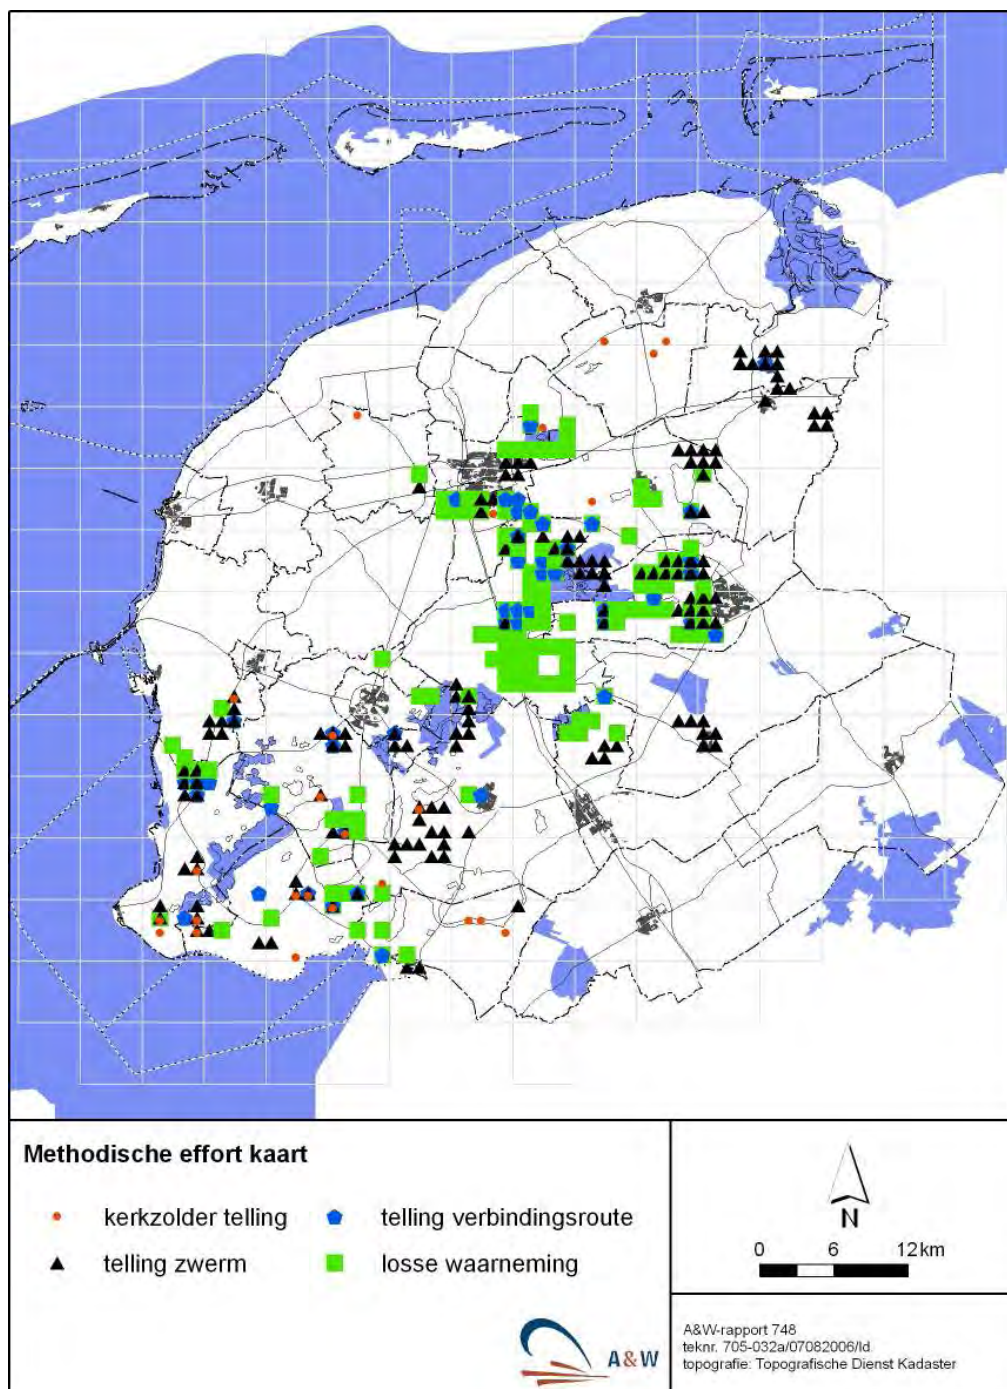 Methodische effort kaart
kerkzolder telling
telling verbindingsroute
telling zwerm
losse waarneming
N
0 6 12km
A&W
A&W-rapport 748
teknr. 705-032a/07082006/ld
topografie: Topografische Dienst Kadaster